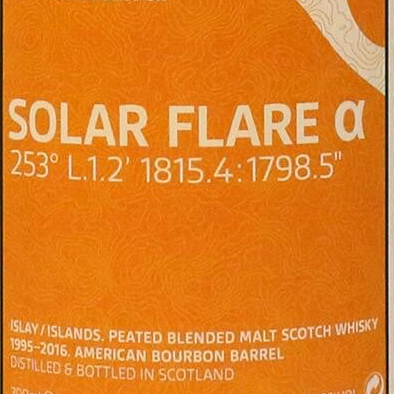 SOLAR FLARE α
253° L.1.2' 1815.4:1798.5"
ISLAY / ISLANDS. PEATED BLENDED MALT SCOTCH WHISKY
1995–2016. AMERICAN BOURBON BARREL
DISTILLED & BOTTLED IN SCOTLAND